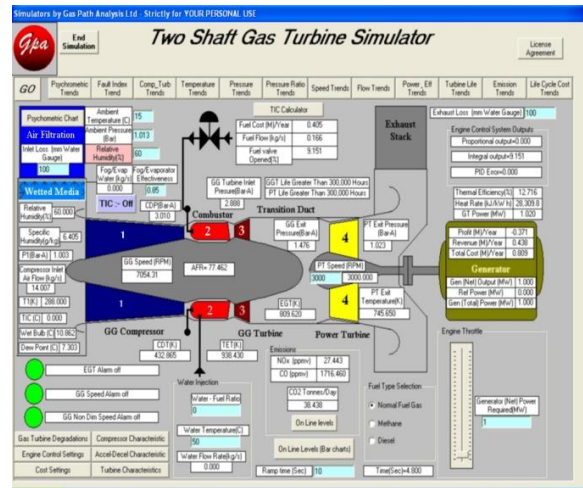 Simulators by Gas Path Analysis Ltd - Strictly for YOUR PERSONAL USE
Gpa
End Simulation
Two Shaft Gas Turbine Simulator
License Agreement
GO
Psychrometric Trends
Fault Index Trend
Comp_Turb Trends
Temperature Trends
Pressure Trends
Pressure Ratio Trends
Speed Trends
Flow Trends
Power_Eff Trends
Turbine Life Trends
Emission Trends
Life Cycle Cost Trends
Psychometric Chart
Ambient Temperature (C) 15
Ambient Pressure (Bar) 1.013
Relative Humidity(%) 60
Air Filtration
Inlet Loss (mm Water Gauge)
100
Fog/Evap Water (kg/s) 0.000
Fog/Evaporator Effectiveness 0.85
Wetted Media
TIC :- Off
CDP(Bar-A) 3.010
TIC Calculator
Fuel Cost (M)/Year 0.405
Fuel Flow (kg/s) 0.166
Fuel valve Opened(%) 9.151
Exhaust Stack
Exhaust Loss (mm Water Gauge) 100
Engine Control System Outputs
Proportional output=0.000
Integral output=9.151
PID Error=0.000
GG Turbine Inlet Pressure(Bar-A) 2.888
GGT Life Greater Than 300,000 Hours
PT Life Greater Than 300,000 Hours
Combustor
Transition Duct
Thermal Efficiency(%) 12.716
Heat Rate (kJ/kW h) 28,309.8
GT Power (MW) 1.020
Relative Humidity(%) 60.000
Specific Humidity(g/kg) 6.405
P1(Bar-A) 1.003
Compressor Inlet Air Flow (kg/s) 14.007
T1(K) 288.000
TIC (C) 0.000
Wet Bulb (C) 10.862
Dew Point (C) 7.303
1
2
3
4
GG Exit Pressure(Bar-A) 1.476
PT Exit Pressure (Bar-A) 1.023
GG Speed(RPM) 7054.31
AFR= 77.462
PT Speed(RPM)
3000 3000.000
Profit (M)/Year -0.371
Revenue (M)/Year 0.438
Total Cost (M)/Year 0.809
Generator
Gen (Net) Output (MW) 1.000
Rel Power (MW) 0.000
Gen (Total) Power (MW) 1.000
1
2
3
4
EGT(K) 809.620
PT Exit Temperature(K) 745.650
GG Compressor
GG Turbine
Power Turbine
CDT(K) 432.865
TET(K) 938.430
Engine Throttle
EGT Alarm off
GG Speed Alarm off
GG Non Dim Speed Alarm off
Emissions
NOx (ppmv) 27.443
CO (ppmv) 1716.460
CO2 Tonnes/Day 38.438
On Line levels
Water Injection
Water - Fuel Ratio
0
Water Temperature(C)
50
Water Flow Rate(kg/s)
0.000
Fuel Type Selection
Normal Fuel Gas
Methane
Diesel
Generator (Net) Power Required(MW)
1
Gas Turbine Degradations
Compressor Characteristic
Engine Control Settings
Accel-Decel Characteristic
Cost Settings
Turbine Characteristics
On Line Levels (Bar charts)
Ramp time (Sec) 10
Time(Sec)=4.800